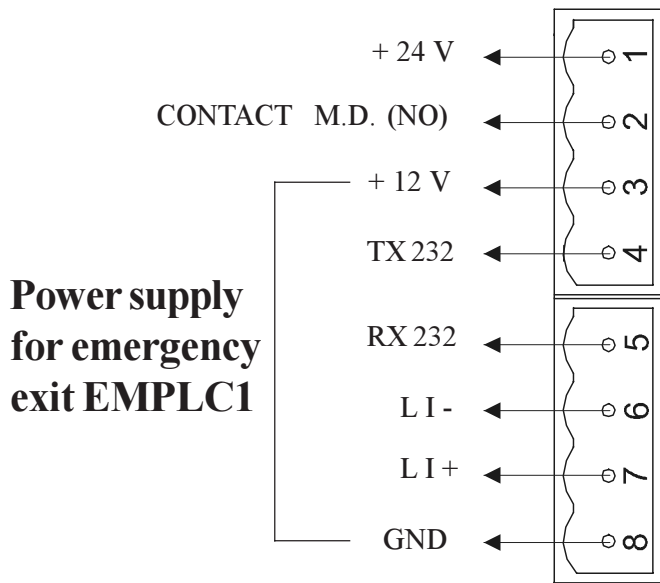 + 24 V 1
CONTACT M.D. (NO) 2
+ 12 V 3
TX 232 4
Power supply
for emergency
exit EMPLC1
RX 232 5
L I - 6
L I + 7
GND 8